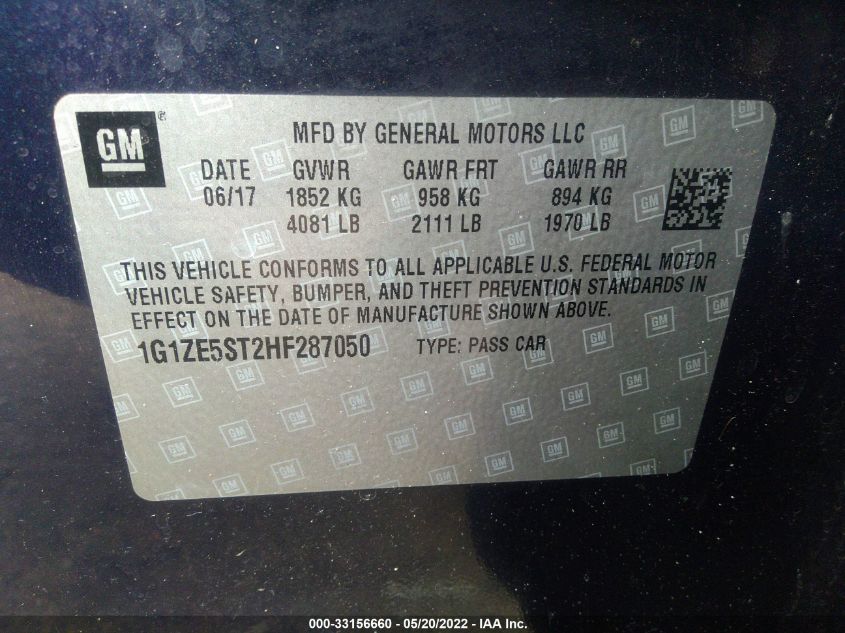 GM
MFD BY GENERAL MOTORS LLC
DATE GVWR GAWR FRT GAWR RR
06/17 1852 KG 958 KG 894 KG
4081 LB 2111 LB 1970 LB
THIS VEHICLE CONFORMS TO ALL APPLICABLE U.S. FEDERAL MOTOR
VEHICLE SAFETY, BUMPER, AND THEFT PREVENTION STANDARDS IN
EFFECT ON THE DATE OF MANUFACTURE SHOWN ABOVE.
1G1ZE5ST2HF287050 TYPE: PASS CAR
000-33156660 - 05/20/2022 - IAA Inc.